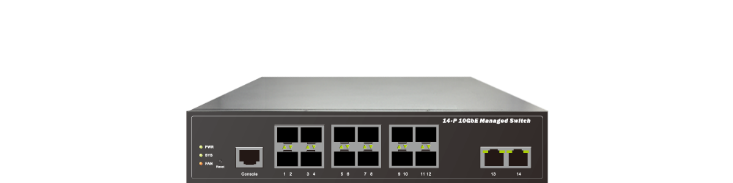 14-P 10GbE Managed Switch
PWR
SYS
FAN
Reset
Console
1 2 3 4 5 6 7 8 9 10 11 12 13 14